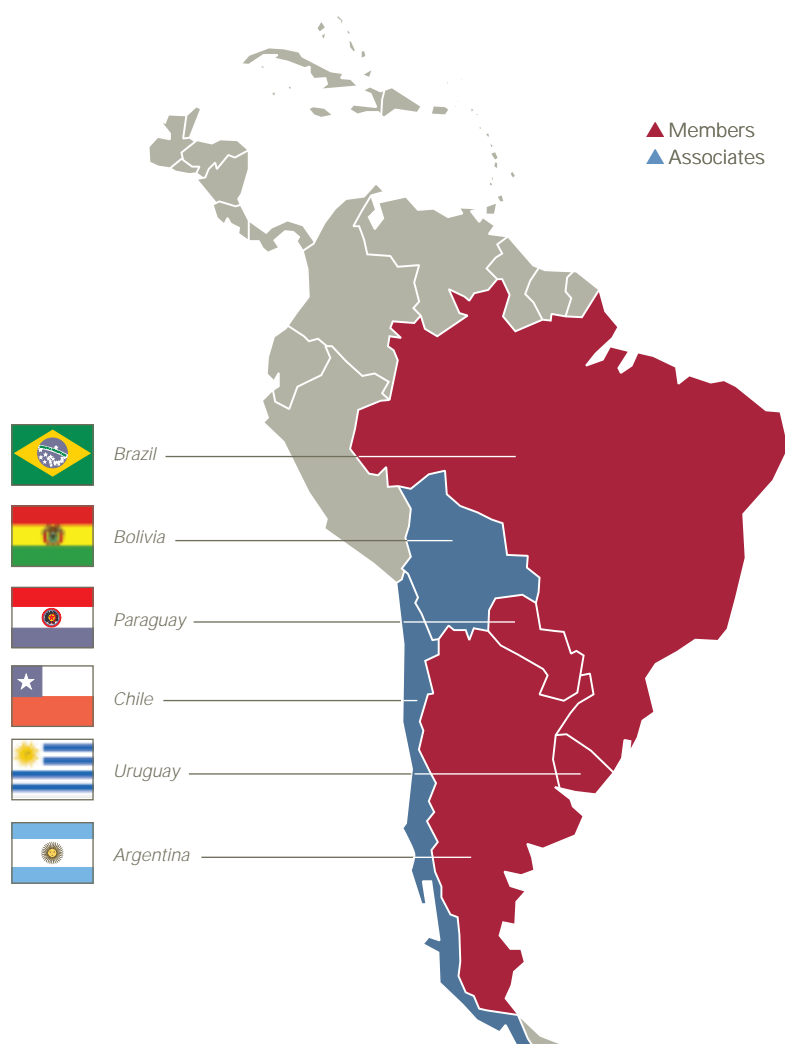 Members
Associates
Brazil
Bolivia
Paraguay
Chile
Uruguay
Argentina